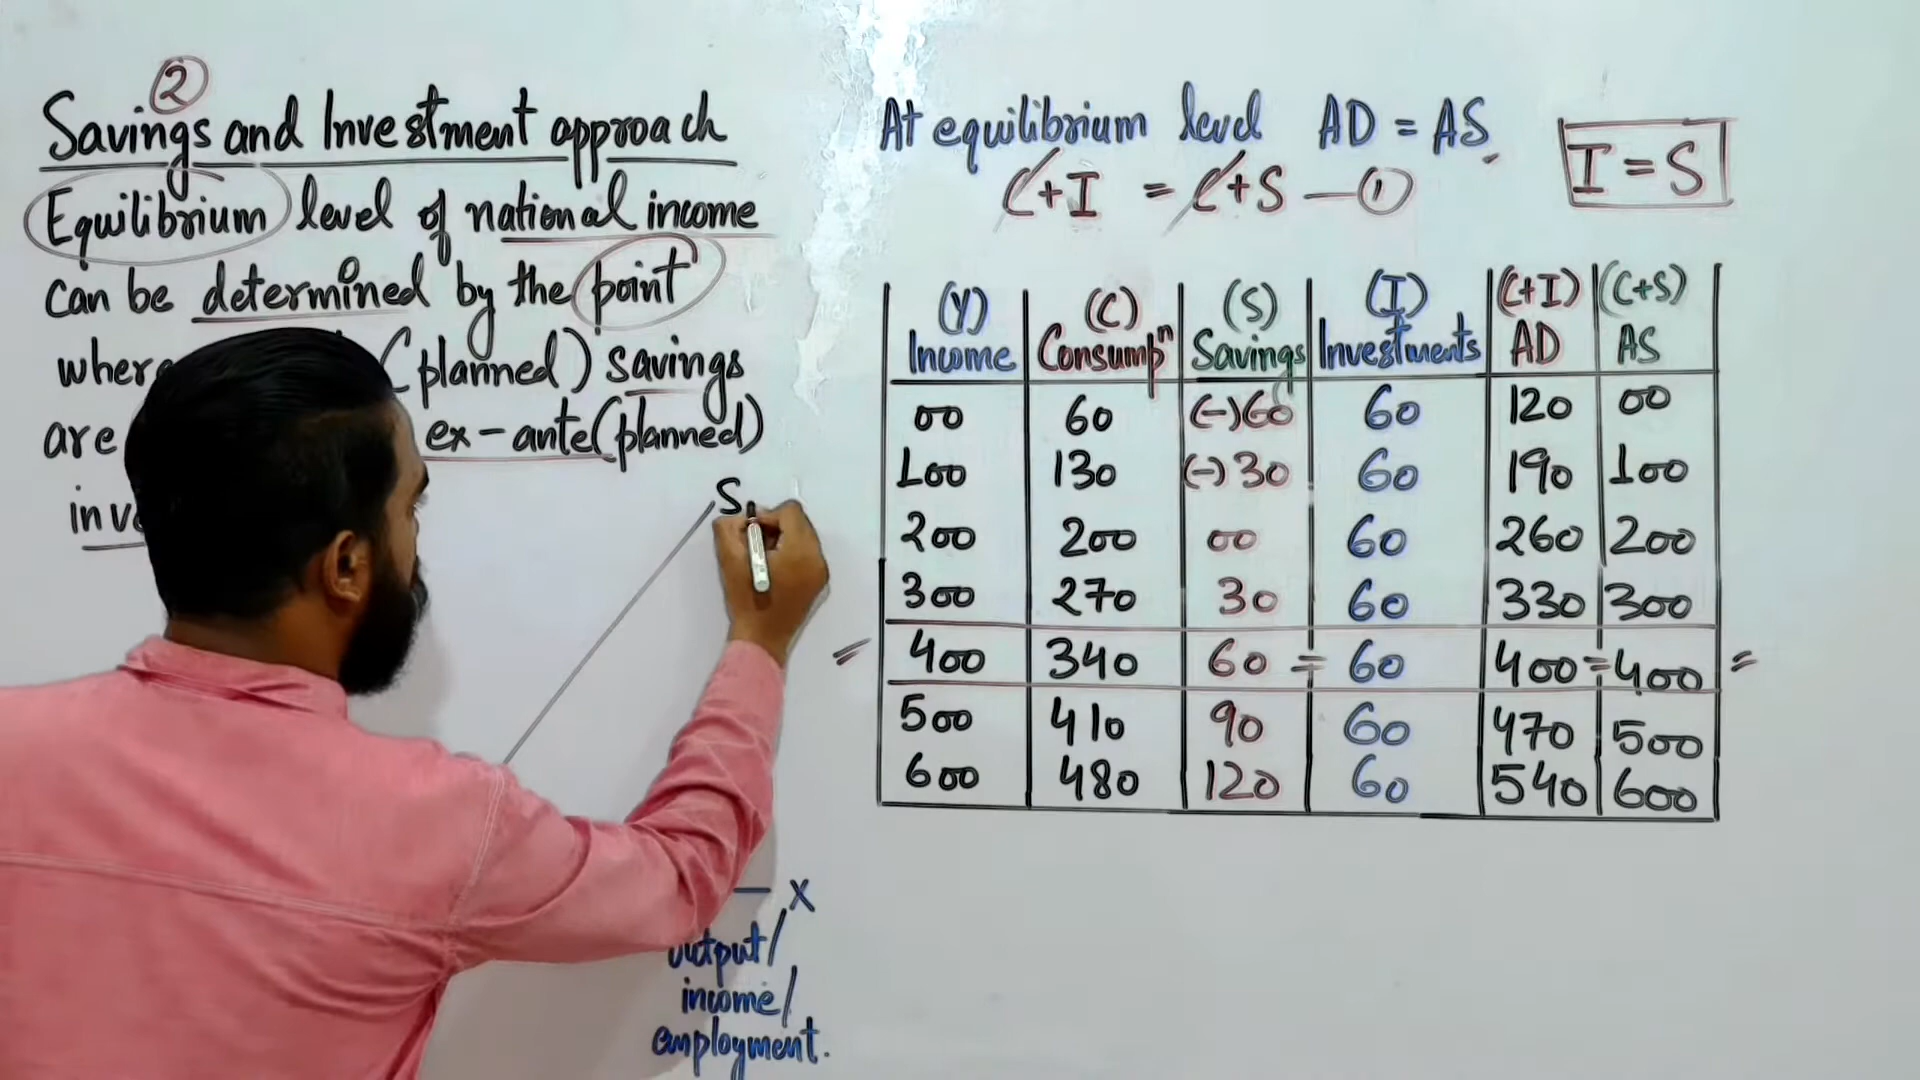 ②
Savings and Investment approach
Equilibrium level of national income
can be determined by the point
(planned) savings
are ex-ante (planned)
S
X
output/
income/
employment.
At equilibrium level AD = AS
C+I = C+S — ①
I = S
(Y) (C) (S) (I) (C+I) (C+S)
Income Consumpⁿ Savings Investments AD AS
00 60 (-)60 60 120 00
100 130 (-)30 60 190 100
200 200 00 60 260 200
300 270 30 60 330 300
= 400 340 60 = 60 400 = 400 =
500 410 90 60 470 500
600 480 120 60 540 600